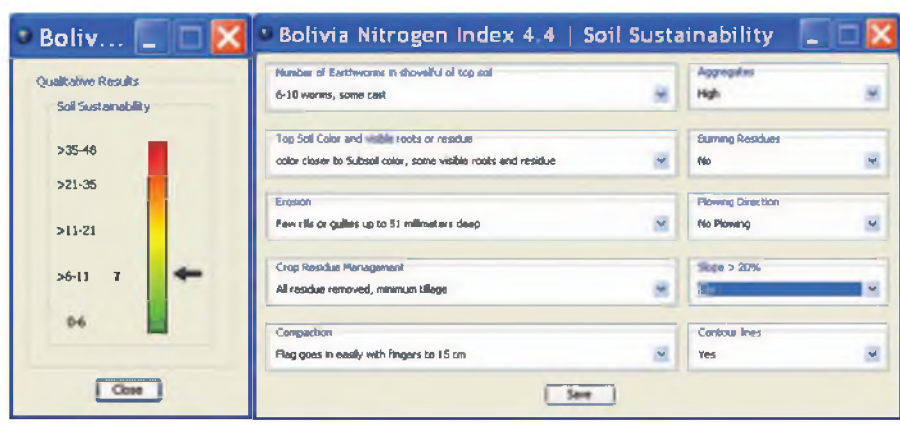 Boliv...
Qualitative Results
Soil Sustainability
>35-48
>21-35
>11-21
>6-11 7
0-6
Close
Bolivia Nitrogen Index 4.4 | Soil Sustainability
Number of Earthworms in shovelful of top soil
6-10 worms, some cast
Aggregates
High
Top Soil Color and visible roots or residue
color closer to Subsoil color, some visible roots and residue
Burning Residues
No
Erosion
Few rills or gullies up to 51 millimeters deep
Plowing Direction
No Plowing
Crop Residue Management
All residue removed, minimum tillage
Slope > 20%
Compaction
Flag goes in easily with fingers to 15 cm
Contour lines
Yes
Save